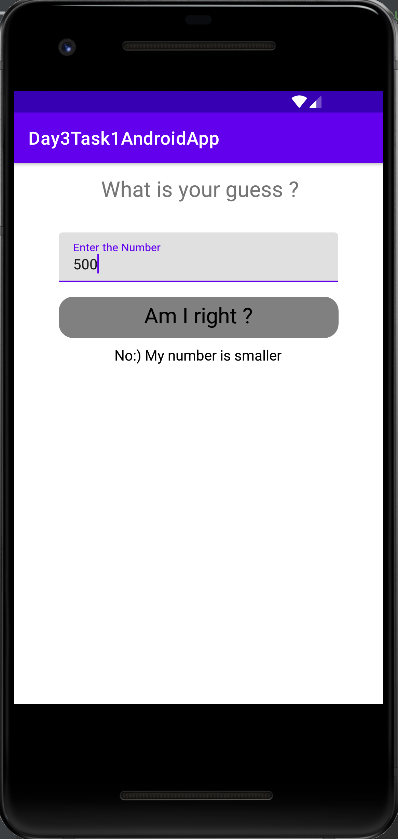 Day3Task1AndroidApp
What is your guess ?
Enter the Number
500
Am I right ?
No:) My number is smaller